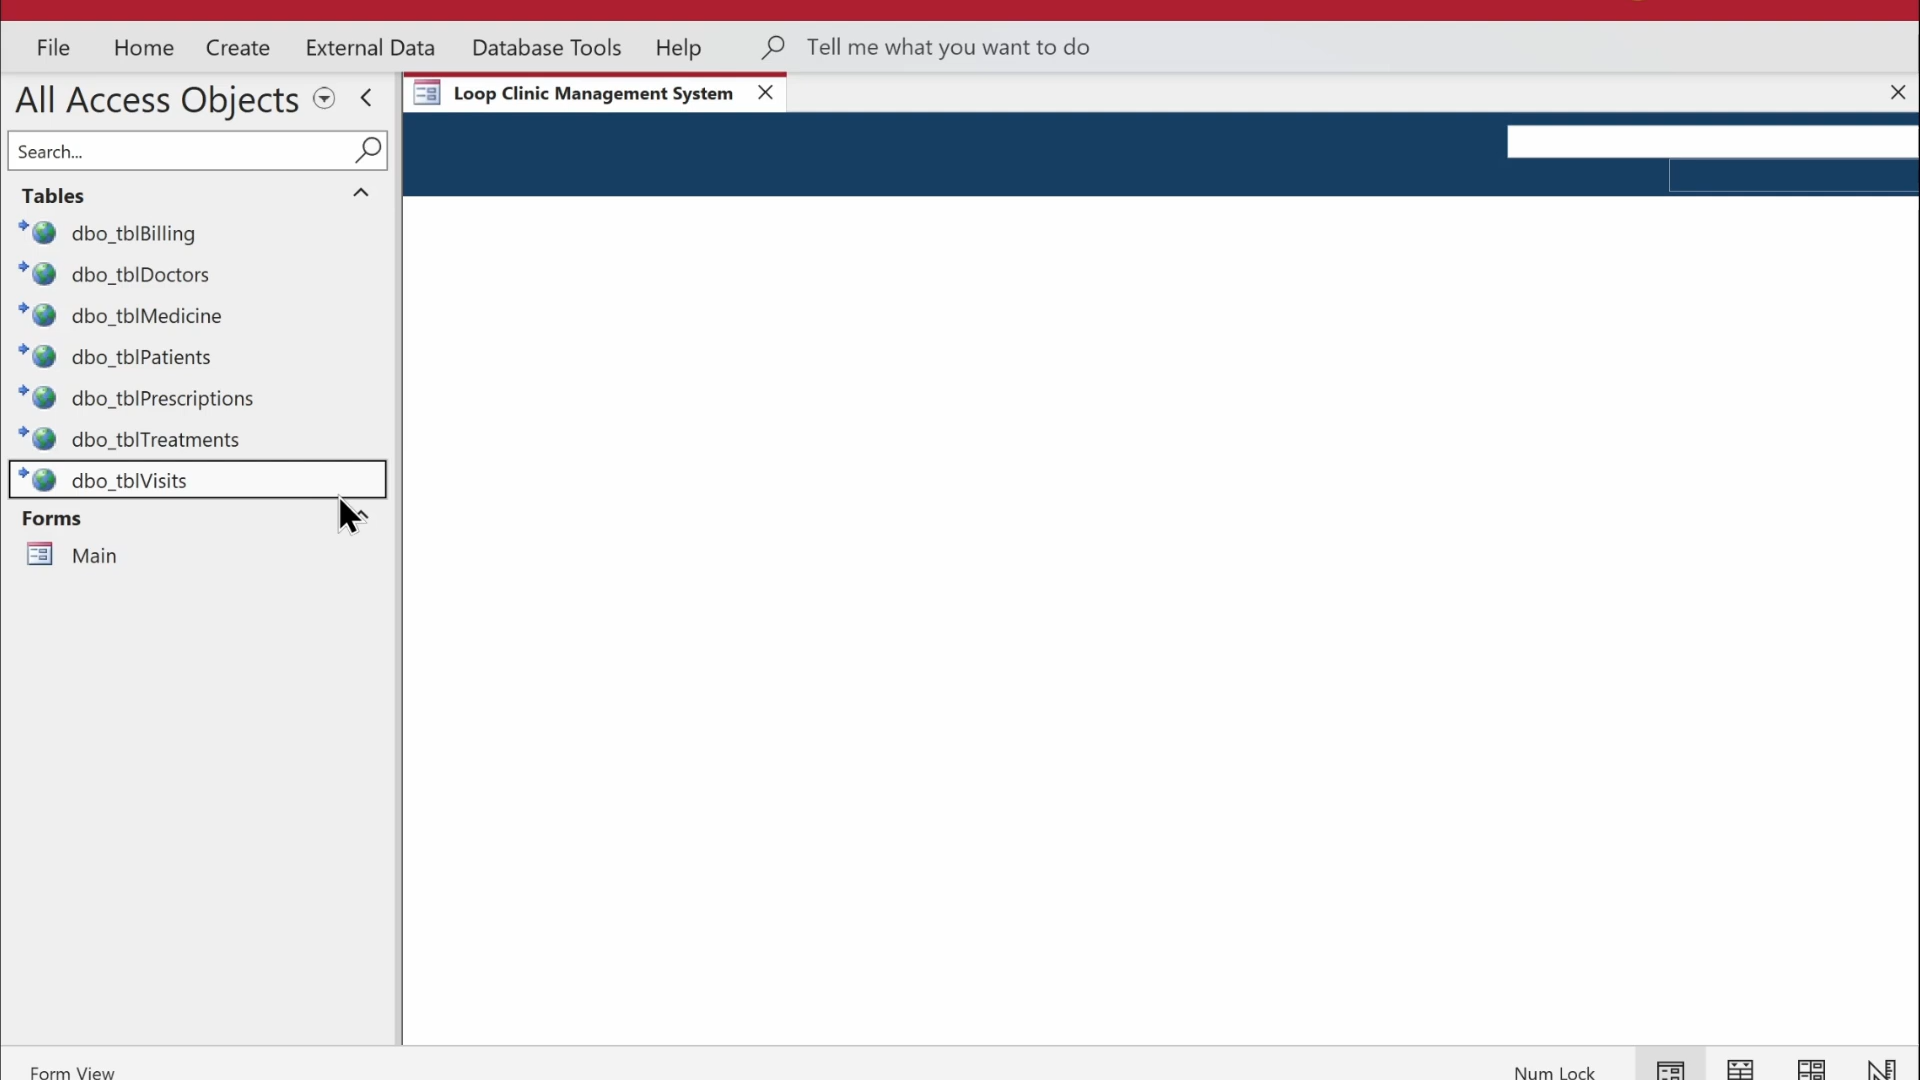 File Home Create External Data Database Tools Help Tell me what you want to do
All Access Objects
Loop Clinic Management System
Search...
Tables
dbo_tblBilling
dbo_tblDoctors
dbo_tblMedicine
dbo_tblPatients
dbo_tblPrescriptions
dbo_tblTreatments
dbo_tblVisits
Forms
Main
Form View Num Lock